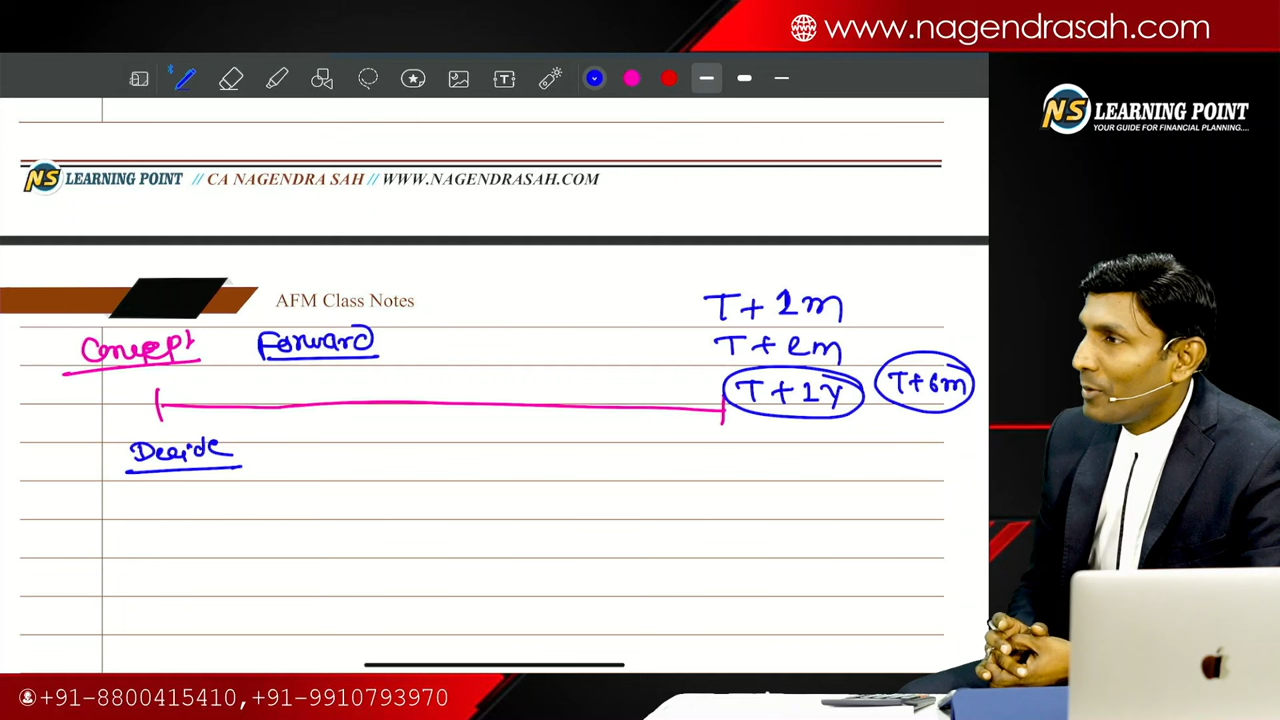 www.nagendrasah.com
NS LEARNING POINT
YOUR GUIDE FOR FINANCIAL PLANNING....
NS LEARNING POINT // CA NAGENDRA SAH // WWW.NAGENDRASAH.COM
AFM Class Notes
Concept Forward
T + 1m
T + 2m
T + 1y T + 6m
Decide
+91-8800415410,+91-9910793970